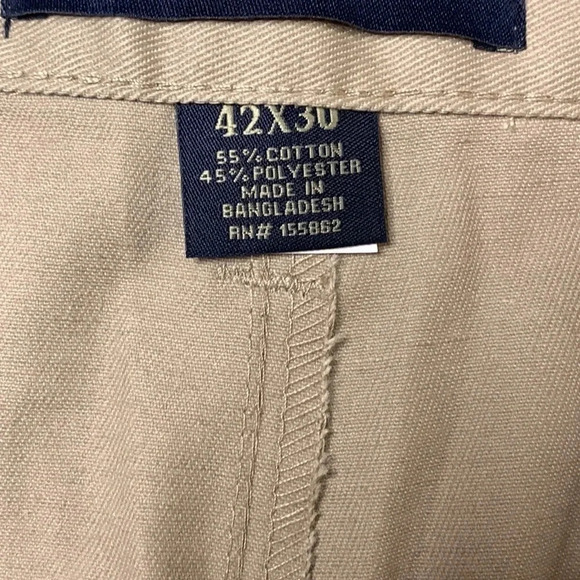 42X30
55% COTTON
45% POLYESTER
MADE IN
BANGLADESH
RN# 155862